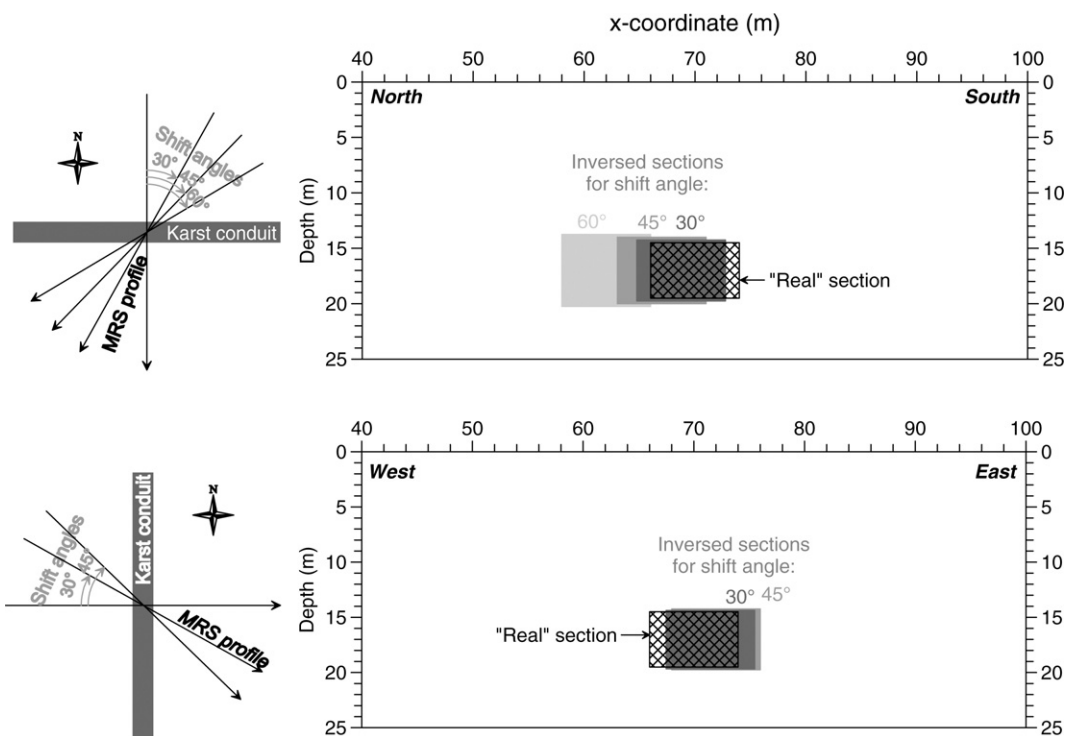 x-coordinate (m)
40 50 60 70 80 90 100
North South
0 0
5 5
10 10
15 15
20 20
25 25
Depth (m)
Inversed sections
for shift angle:
60° 45° 30°
"Real" section
N
Shift angles
30° 45° 60°
Karst conduit
MRS profile
40 50 60 70 80 90 100
West East
0 0
5 5
10 10
15 15
20 20
25 25
Depth (m)
Inversed sections
for shift angle:
30° 45°
"Real" section
N
Karst conduit
Shift angles
30° 45°
MRS profile